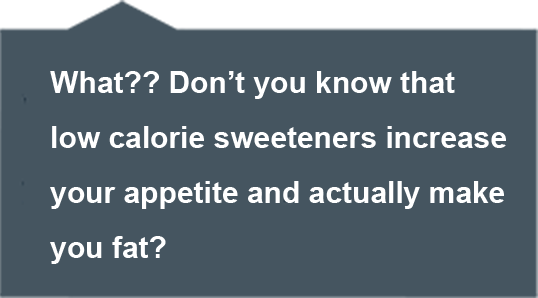 What?? Don’t you know that
low calorie sweeteners increase
your appetite and actually make
you fat?